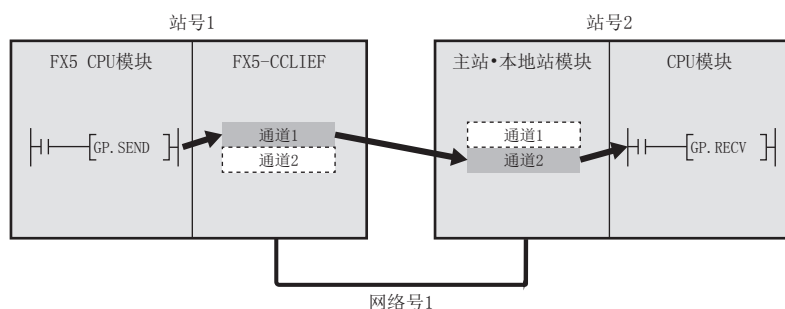 站号1
站号2
FX5 CPU模块
FX5-CCLIEF
主站•本地站模块
CPU模块
GP.SEND
通道1
通道2
通道1
通道2
GP.RECV
网络号1